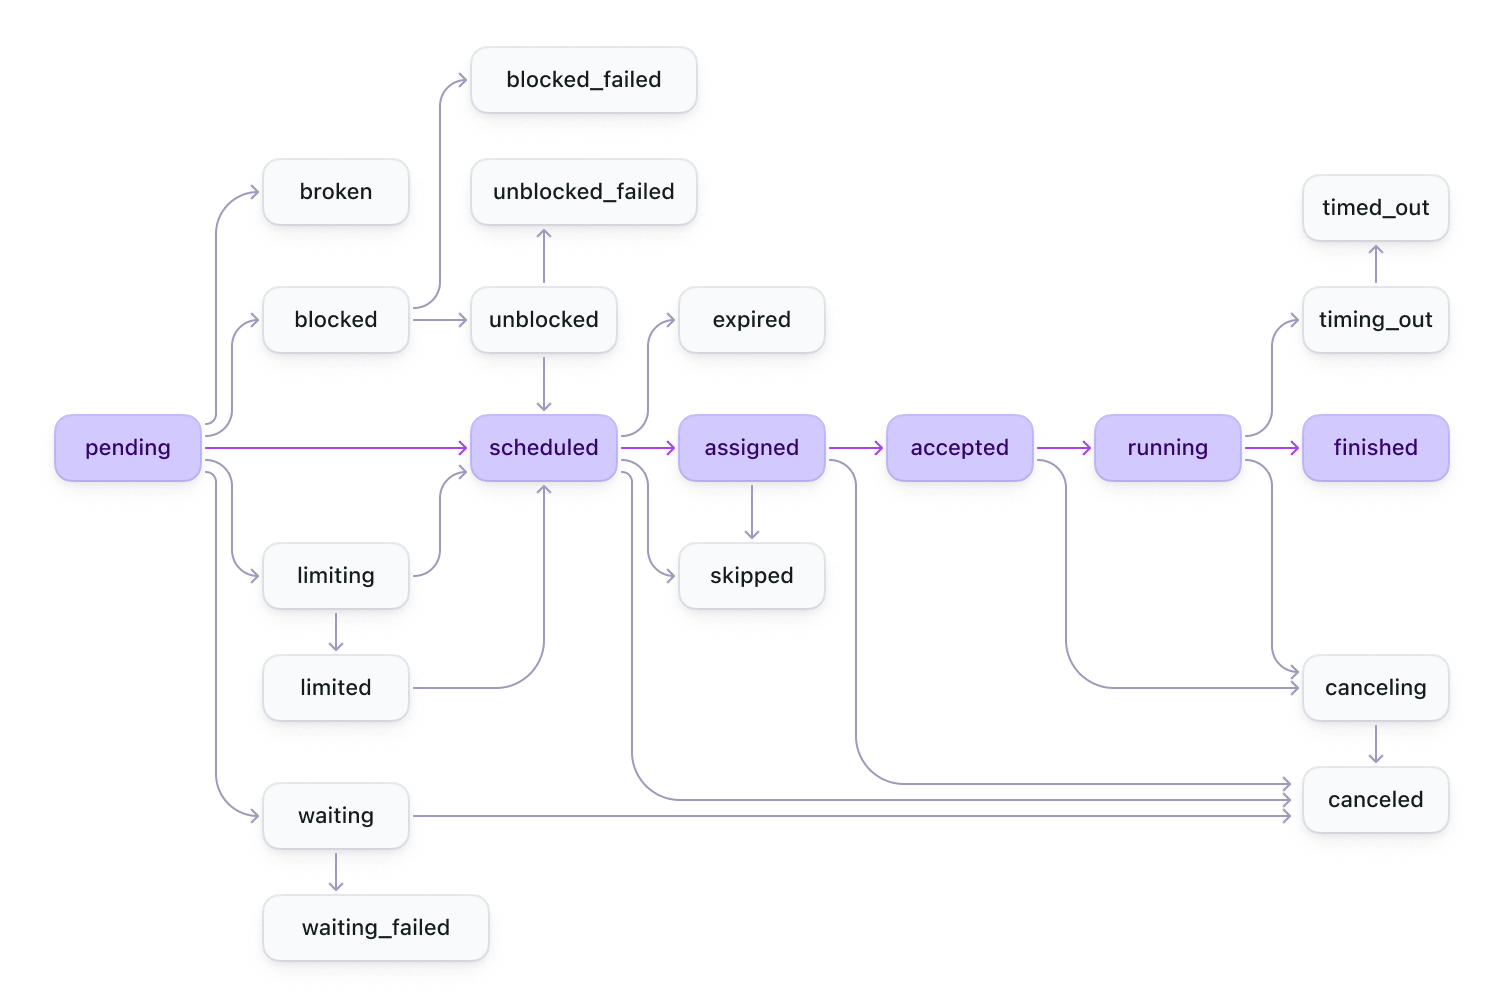 blocked_failed
broken
unblocked_failed
timed_out
blocked
unblocked
expired
timing_out
pending
scheduled
assigned
accepted
running
finished
limiting
skipped
limited
canceling
waiting
canceled
waiting_failed